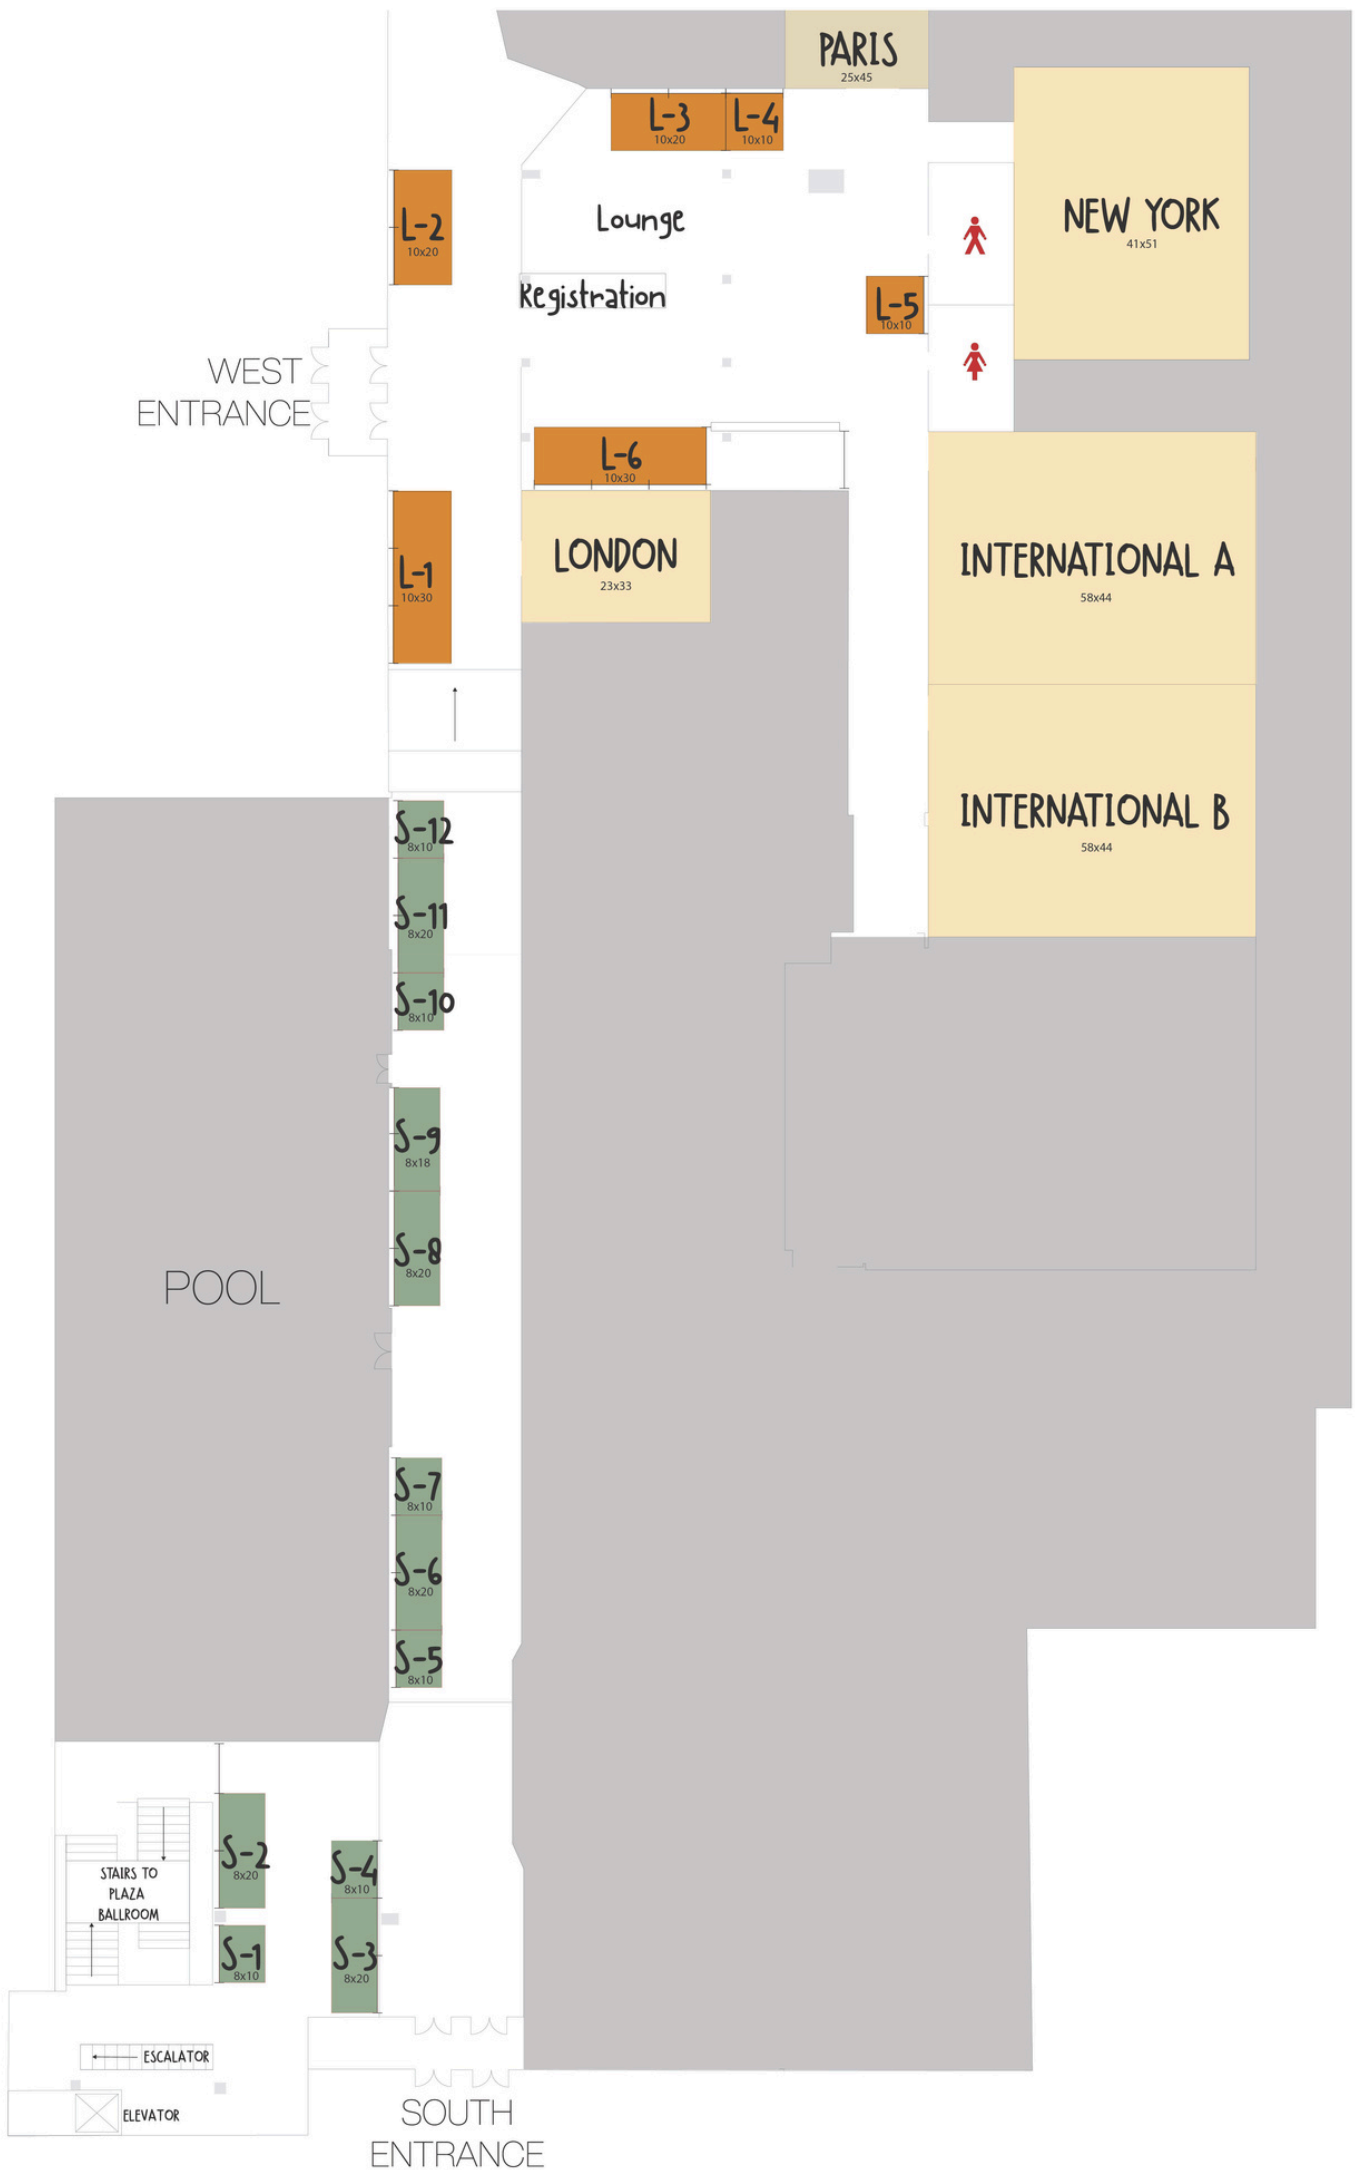 PARIS
25x45
L-3
10x20
L-4
10x10
L-2
10x20
Lounge
NEW YORK
41x51
Registration
L-5
10x10
WEST
ENTRANCE
L-6
10x30
LONDON
23x33
INTERNATIONAL A
58x44
L-1
10x30
INTERNATIONAL B
58x44
S-12
8x10
S-11
8x20
S-10
8x10
S-9
8x18
S-8
8x20
POOL
S-7
8x10
S-6
8x20
S-5
8x10
S-2
8x20
S-4
8x10
STAIRS TO
PLAZA
BALLROOM
S-1
8x10
S-3
8x20
ESCALATOR
ELEVATOR
SOUTH
ENTRANCE